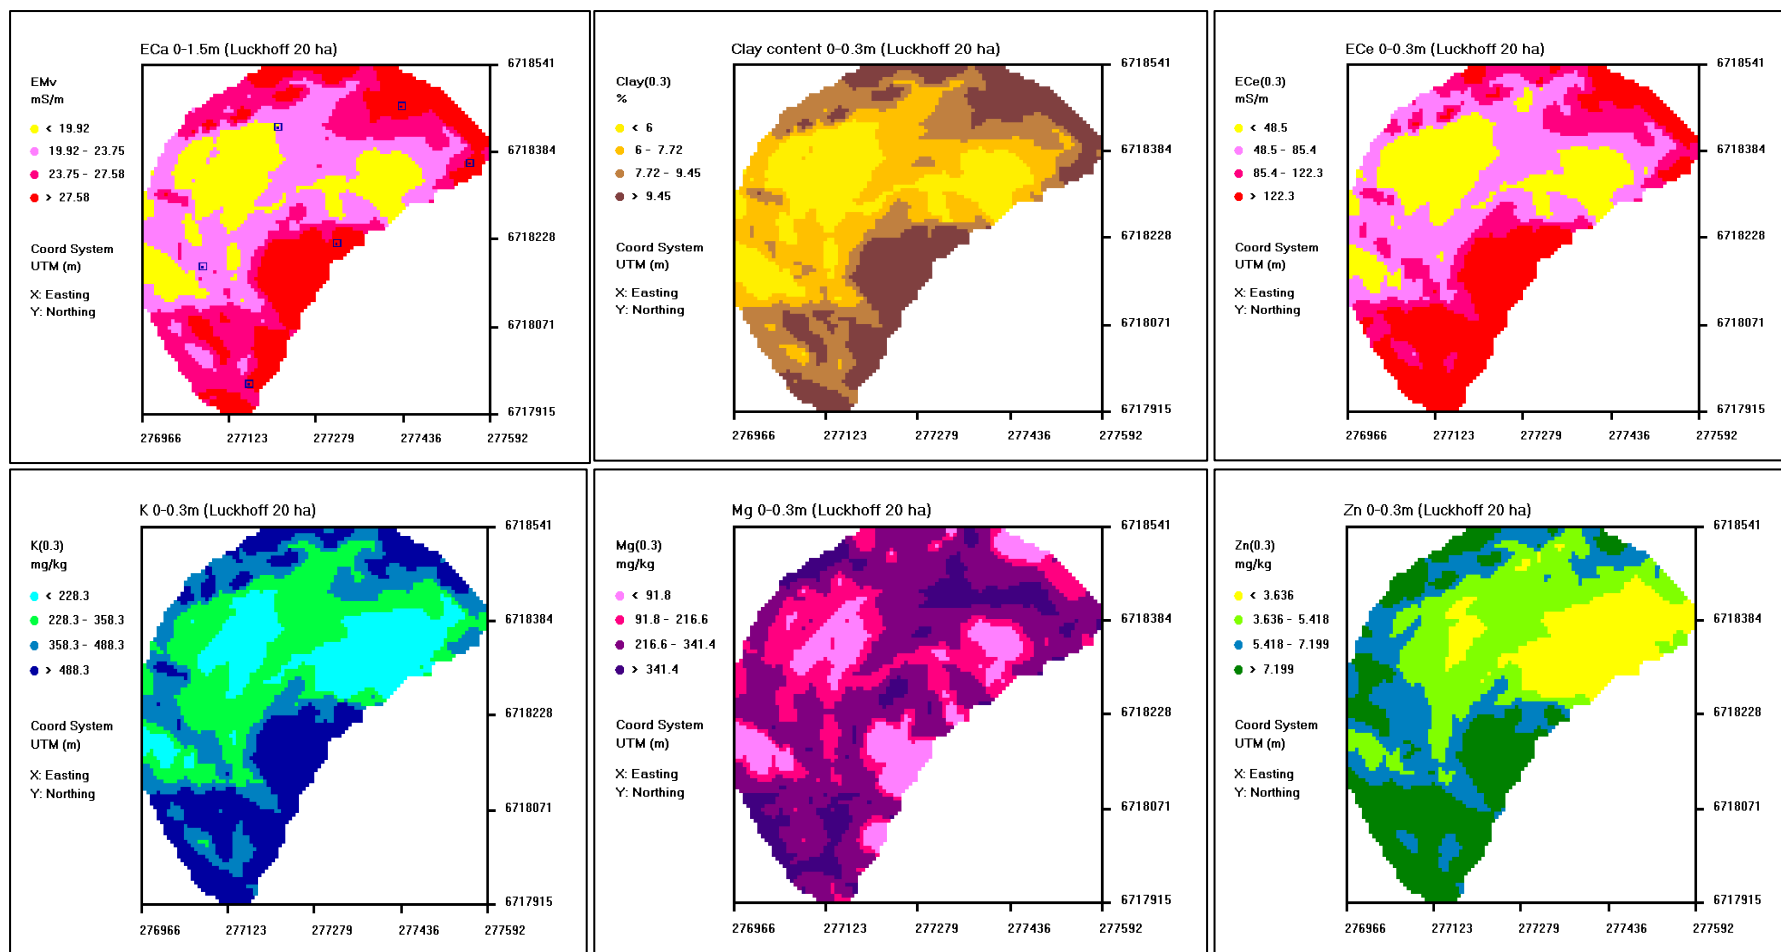 ECa 0-1.5m (Luckhoff 20 ha)
EMv
mS/m
< 19.92
19.92 - 23.75
23.75 - 27.58
> 27.58
Coord System
UTM (m)
X: Easting
Y: Northing
6718541
6718384
6718228
6718071
6717915
276966 277123 277279 277436 277592
Clay content 0-0.3m (Luckhoff 20 ha)
Clay(0.3)
%
< 6
6 - 7.72
7.72 - 9.45
> 9.45
Coord System
UTM (m)
X: Easting
Y: Northing
6718541
6718384
6718228
6718071
6717915
276966 277123 277279 277436 277592
ECe 0-0.3m (Luckhoff 20 ha)
ECe(0.3)
mS/m
< 48.5
48.5 - 85.4
85.4 - 122.3
> 122.3
Coord System
UTM (m)
X: Easting
Y: Northing
6718541
6718384
6718228
6718071
6717915
276966 277123 277279 277436 277592
K 0-0.3m (Luckhoff 20 ha)
K(0.3)
mg/kg
< 228.3
228.3 - 358.3
358.3 - 488.3
> 488.3
Coord System
UTM (m)
X: Easting
Y: Northing
6718541
6718384
6718228
6718071
6717915
276966 277123 277279 277436 277592
Mg 0-0.3m (Luckhoff 20 ha)
Mg(0.3)
mg/kg
< 91.8
91.8 - 216.6
216.6 - 341.4
> 341.4
Coord System
UTM (m)
X: Easting
Y: Northing
6718541
6718384
6718228
6718071
6717915
276966 277123 277279 277436 277592
Zn 0-0.3m (Luckhoff 20 ha)
Zn(0.3)
mg/kg
< 3.636
3.636 - 5.418
5.418 - 7.199
> 7.199
Coord System
UTM (m)
X: Easting
Y: Northing
6718541
6718384
6718228
6718071
6717915
276966 277123 277279 277436 277592